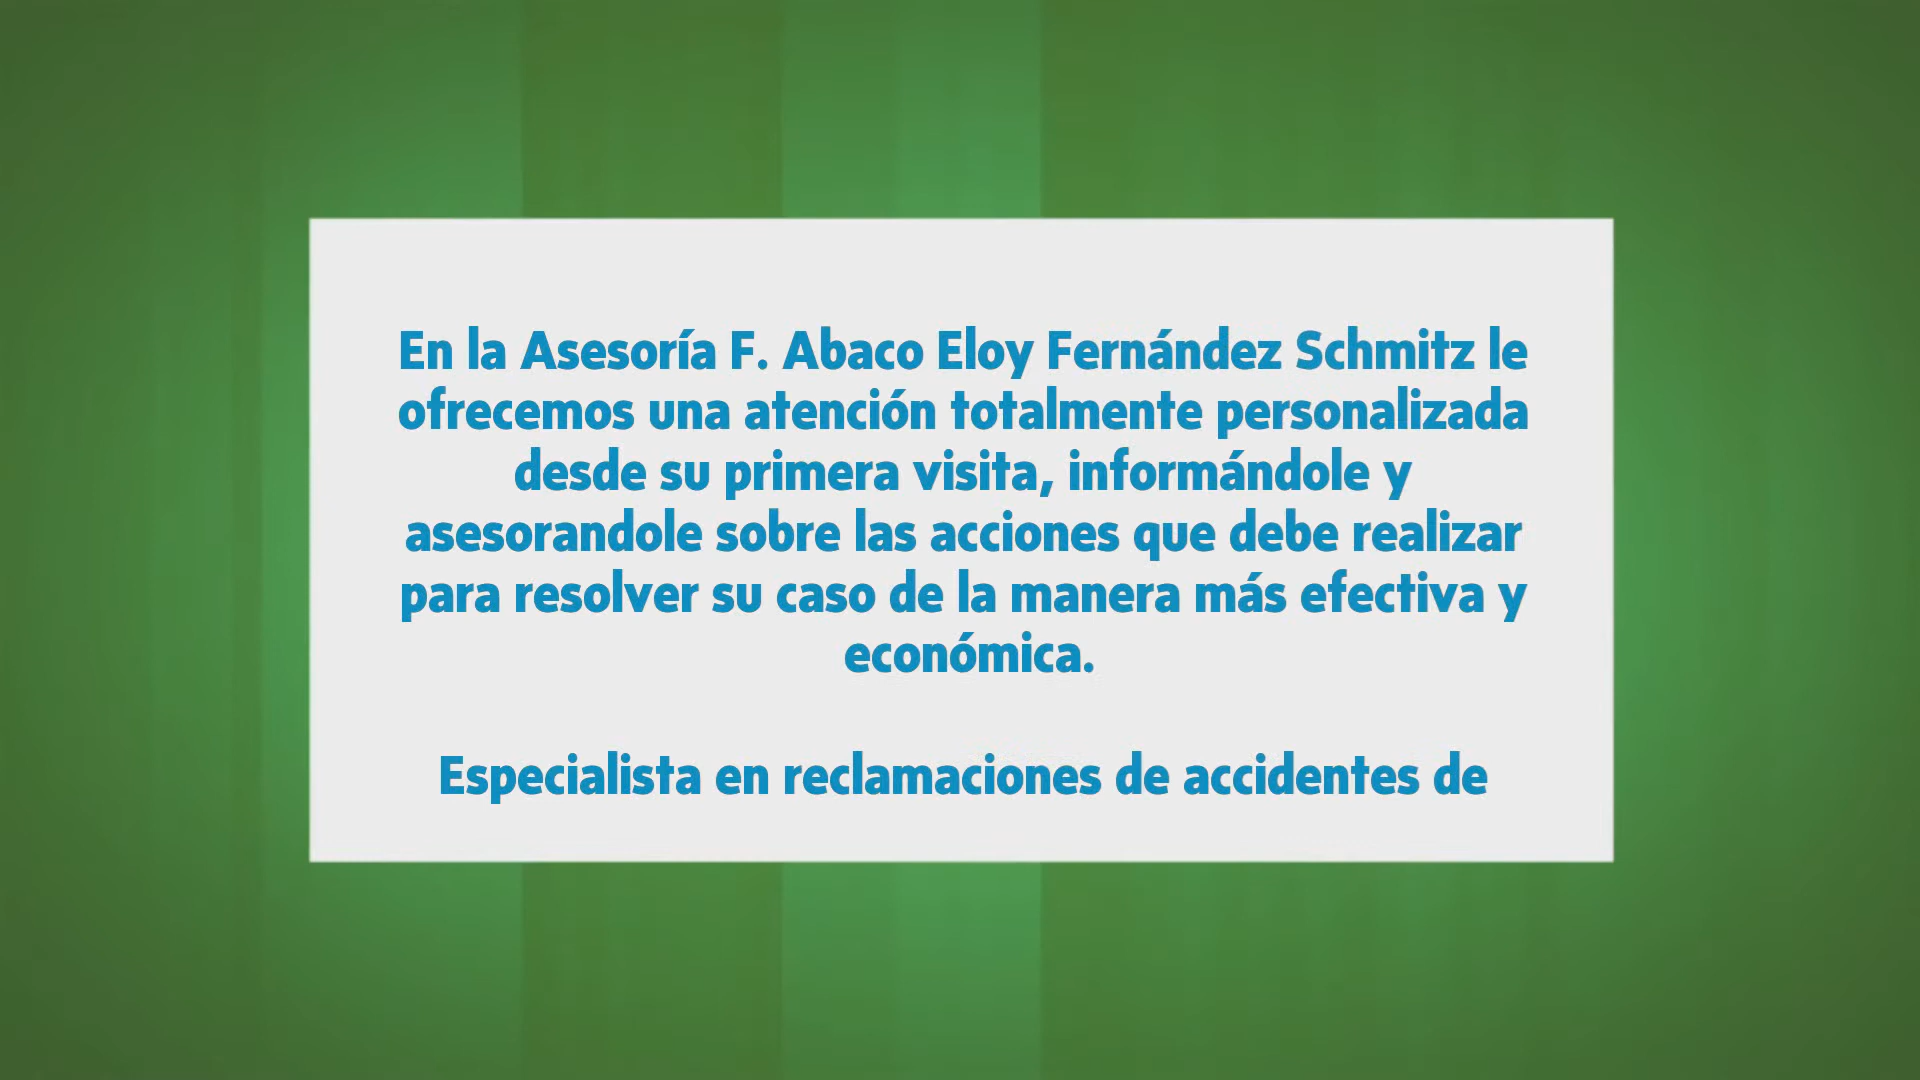 En la Asesoría F. Abaco Eloy Fernández Schmitz le
ofrecemos una atención totalmente personalizada
desde su primera visita, informándole y
asesorandole sobre las acciones que debe realizar
para resolver su caso de la manera más efectiva y
económica.
Especialista en reclamaciones de accidentes de